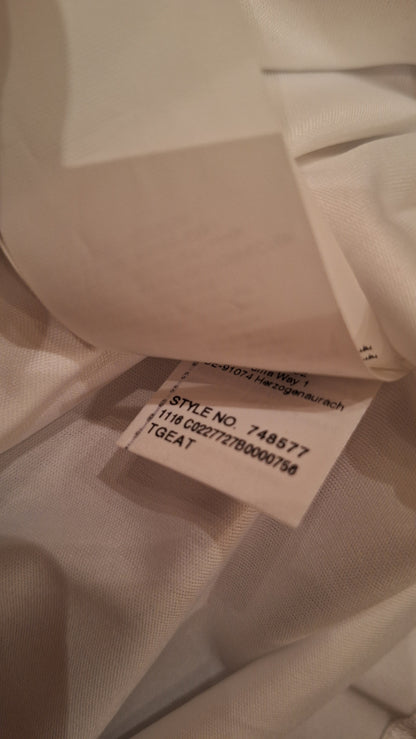 Way 1
DE-91074 Herzogenaurach
STYLE NO. 748577
1116 C0227727B0000756
TGEAT